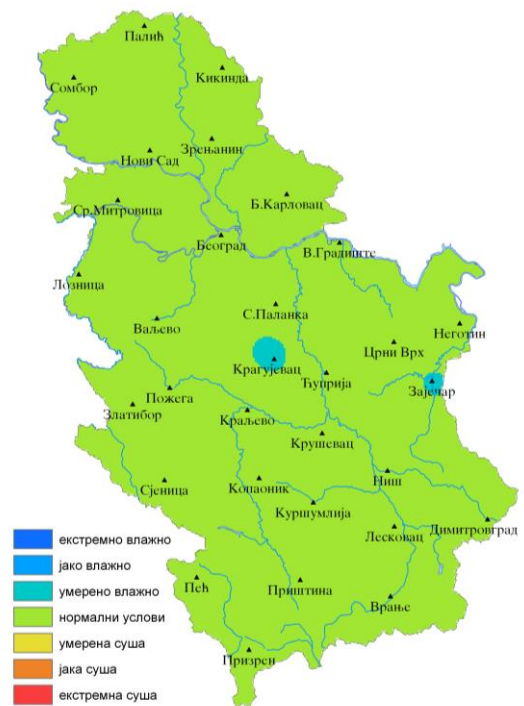 Палић
Кикинда
Сомбор
Зрењанин
Нови Сад
Ср.Митровица
Б.Карловац
Београд
В.Градиште
Лозница
С.Паланка
Ваљево
Неготин
Црни Врх
Крагујевац
Ћуприја
Зајечар
Пожега
Златибор
Краљево
Крушевац
Ниш
Сјеница
Копаоник
Куршумлија
Димитровград
Лесковац
екстремно влажно
јако влажно
умерено влажно
Пећ
Приштина
Врање
нормални услови
умерена суша
Призрен
јака суша
екстремна суша